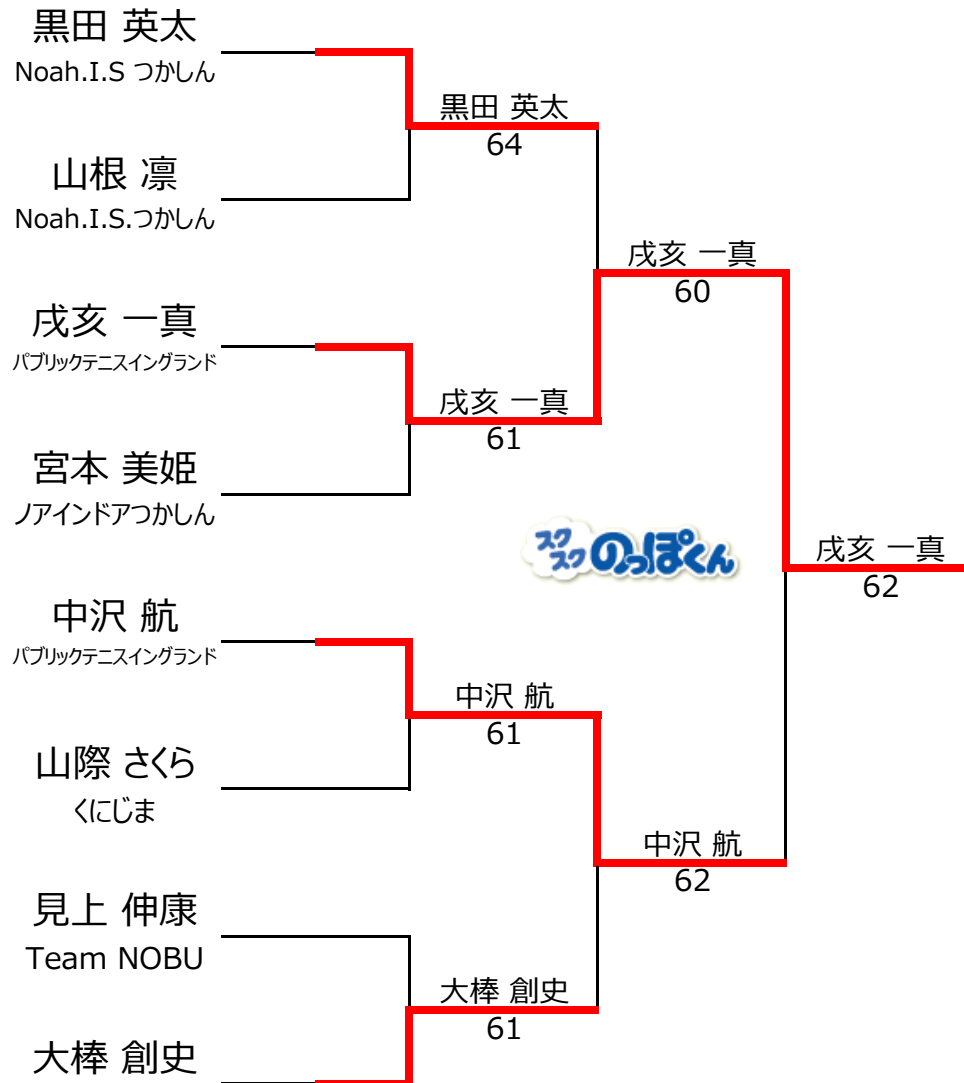 黒田 英太
Noah.I.S つかしん
黒田 英太
64
山根 凛
Noah.I.S.つかしん
戌亥 一真
60
戌亥 一真
パブリックテニスイングランド
戌亥 一真
61
宮本 美姫
ノアインドアつかしん
スクスク のっぽくん
戌亥 一真
62
中沢 航
パブリックテニスイングランド
中沢 航
61
山際 さくら
くにじま
中沢 航
62
見上 伸康
Team NOBU
大棒 創史
61
大棒 創史